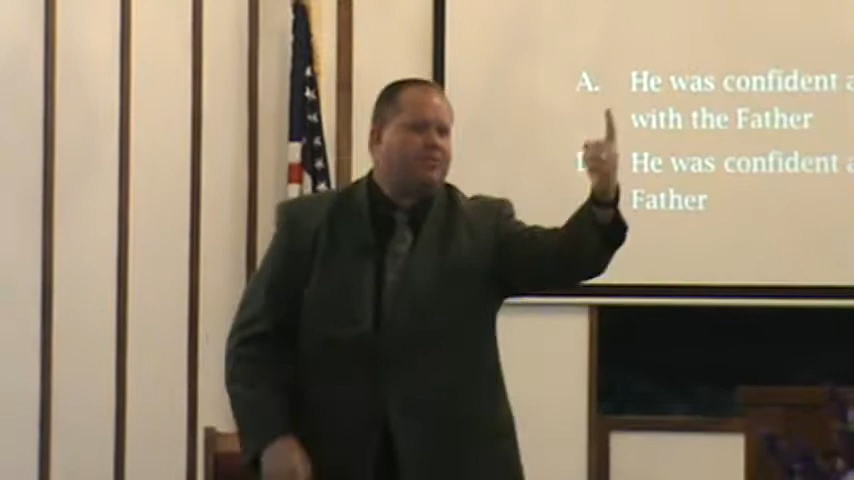 A. He was confident
with the Father
He was confident
Father